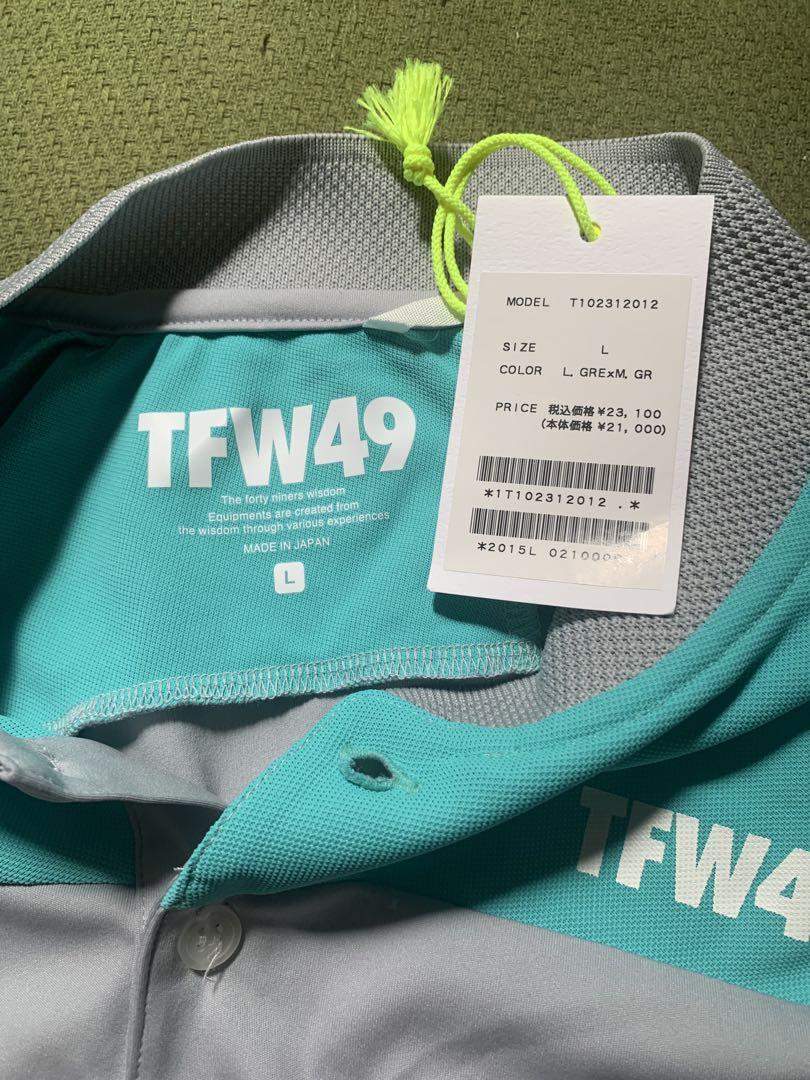 TFW49
The forty niners wisdom
Equipments are created from
the wisdom through various experiences
MADE IN JAPAN
L
MODEL T102312012
SIZE L
COLOR L. GRExM. GR
PRICE 税込価格 ¥23,100
(本体価格 ¥21,000)
*1T102312012 .*
*2015L
TFW4